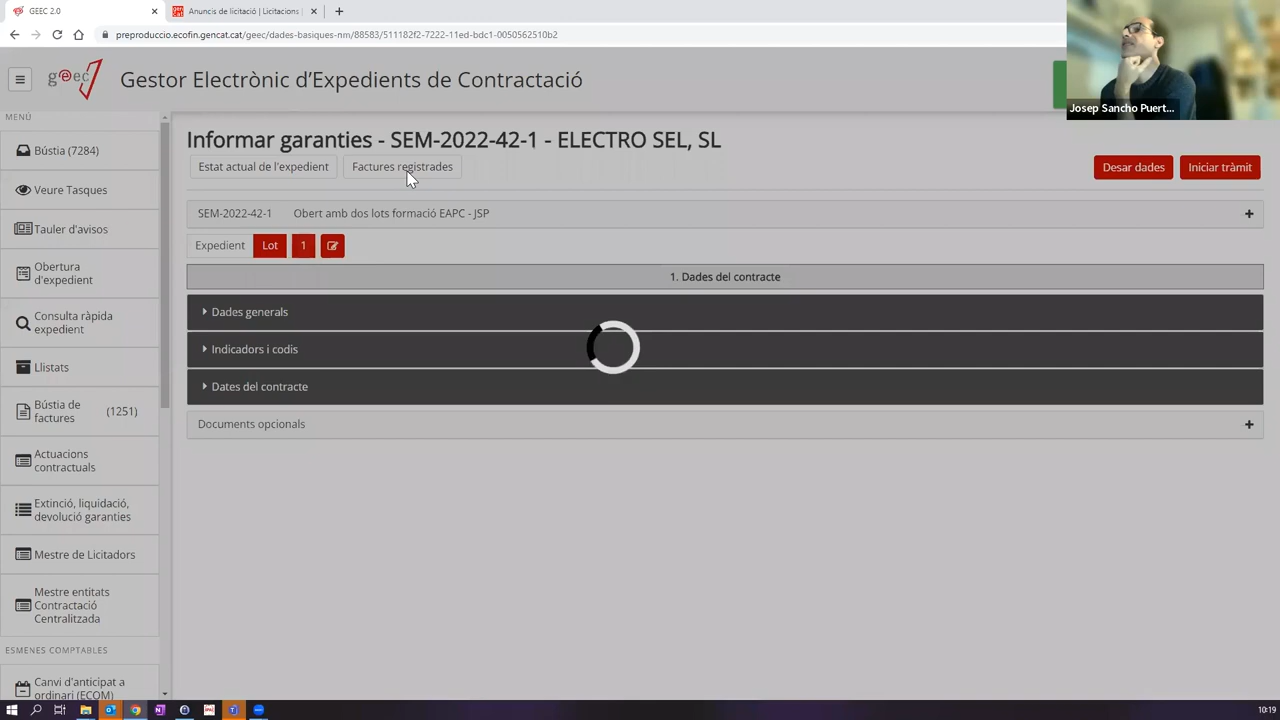 GEEC 2.0
Anuncis de licitació | Licitacions
preproduccio.ecofin.gencat.cat/geec/dades-basiques-nm/88583/511182f2-7222-11ed-bdc1-0050562510b2
geec
Gestor Electrònic d'Expedients de Contractació
Josep Sancho Puert...
MENÚ
Bústia (7284)
Veure Tasques
Tauler d'avisos
Obertura
d'expedient
Consulta ràpida
expedient
Llistats
Bústia de
factures
(1251)
Actuacions
contractuals
Extinció, liquidació,
devolució garanties
Mestre de Licitadors
Mestre entitats
Contractació
Centralitzada
ESMENES COMPTABLES
Canvi d'anticipat a
ordinari (ECOM)
Informar garanties - SEM-2022-42-1 - ELECTRO SEL, SL
Estat actual de l'expedient
Factures registrades
Desar dades
Iniciar tràmit
SEM-2022-42-1 Obert amb dos lots formació EAPC - JSP
Expedient
Lot
1
1. Dades del contracte
Dades generals
Indicadors i codis
Dates del contracte
Documents opcionals
10:19